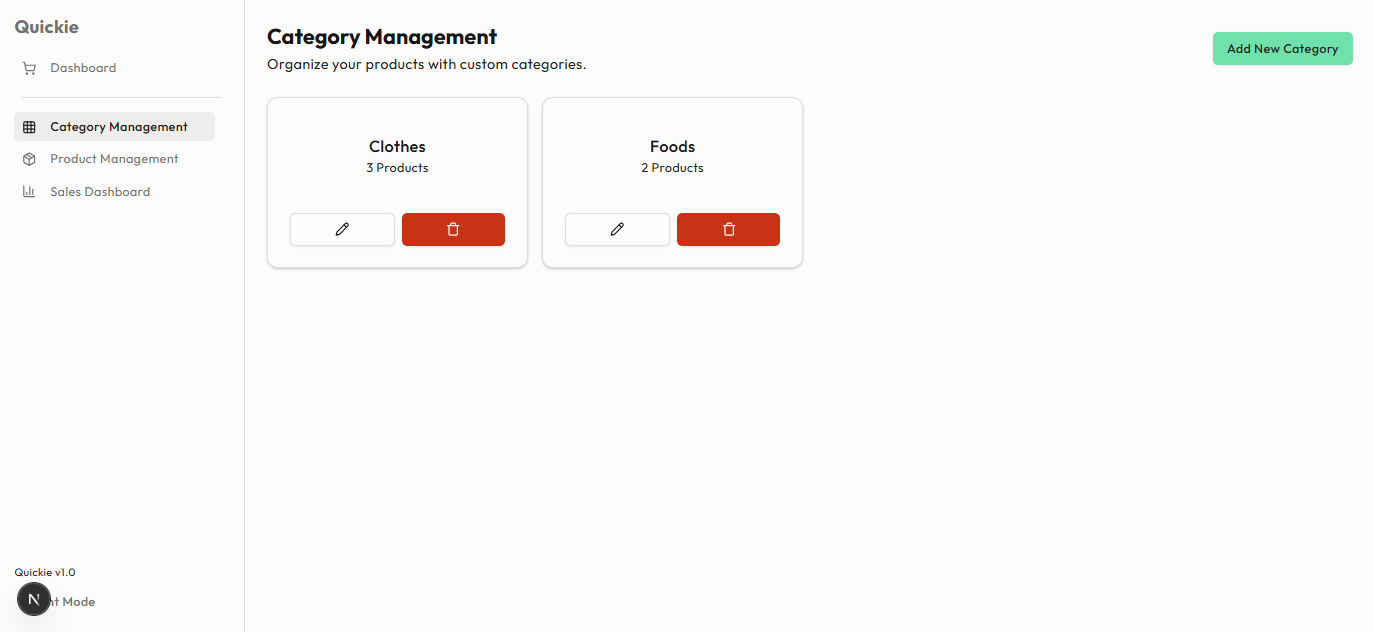 Quickie
Dashboard
Category Management
Product Management
Sales Dashboard
Quickie v1.0
N
Mode
Category Management
Organize your products with custom categories.
Add New Category
Clothes
3 Products
Foods
2 Products